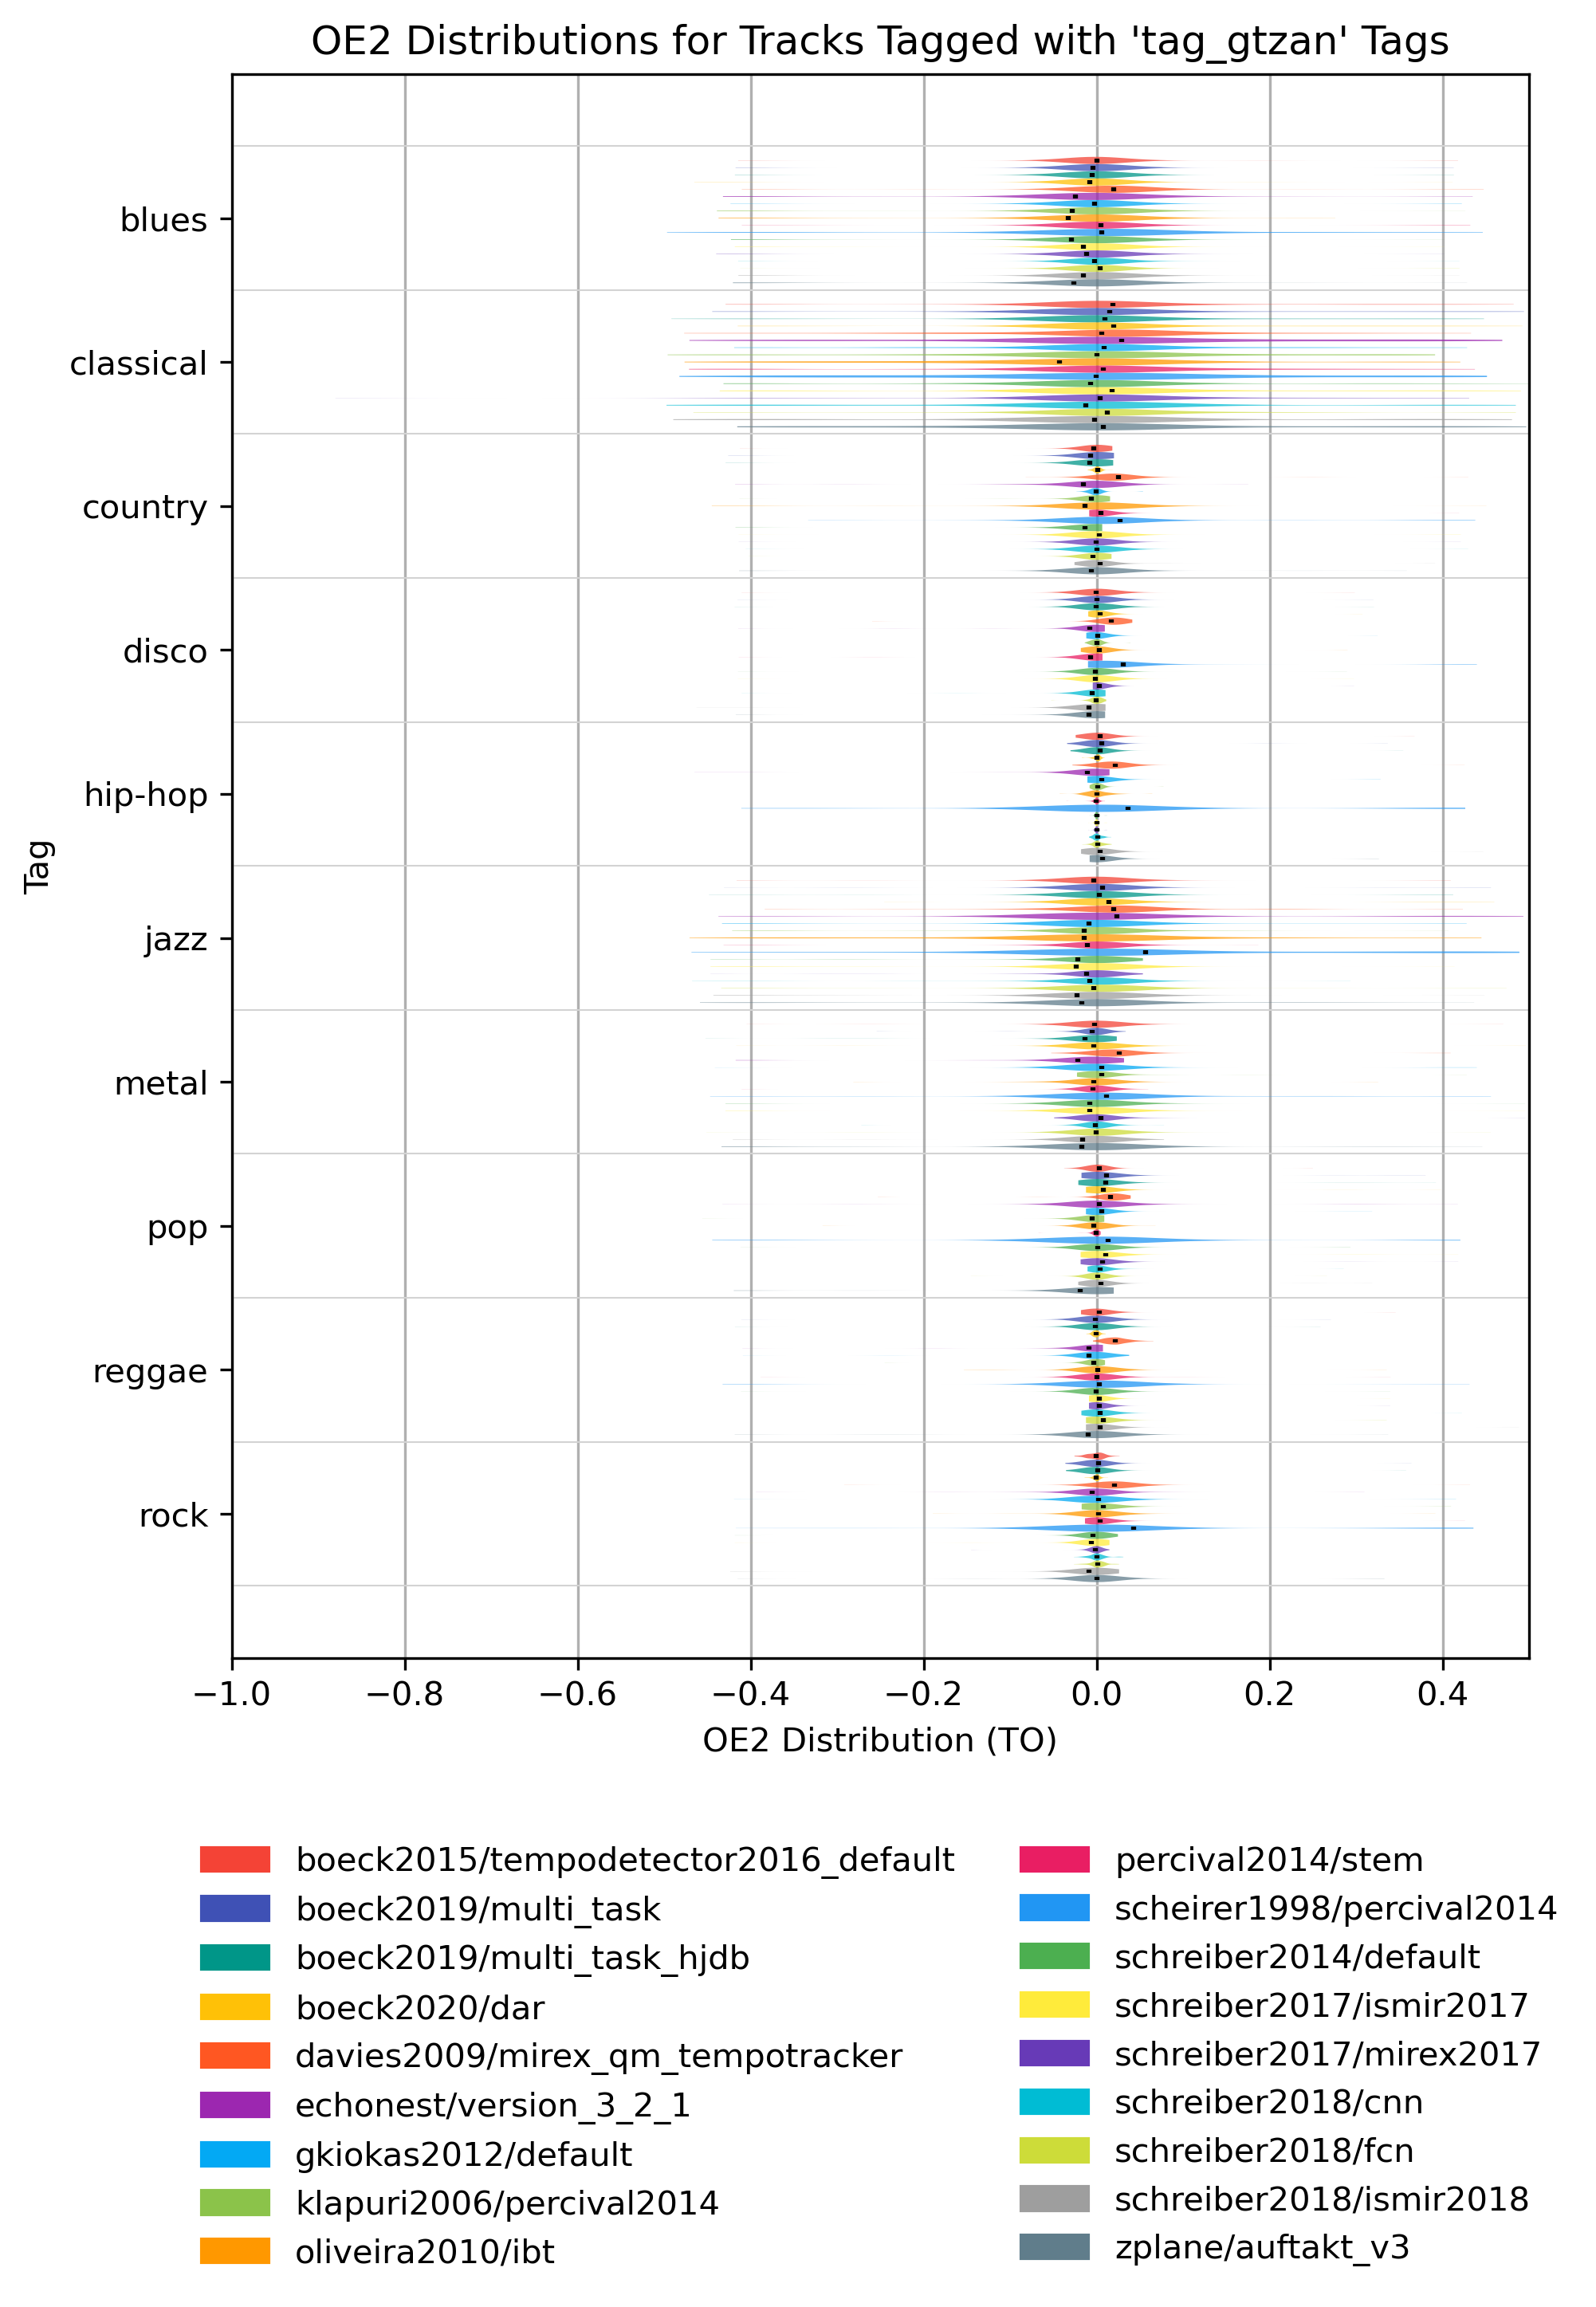 OE2 Distributions for Tracks Tagged with 'tag_gtzan' Tags
blues
classical
country
disco
hip-hop
jazz
metal
pop
reggae
rock
Tag
−1.0 −0.8 −0.6 −0.4 −0.2 0.0 0.2 0.4
OE2 Distribution (TO)
boeck2015/tempodetector2016_default
boeck2019/multi_task
boeck2019/multi_task_hjdb
boeck2020/dar
davies2009/mirex_qm_tempotracker
echonest/version_3_2_1
gkiokas2012/default
klapuri2006/percival2014
oliveira2010/ibt
percival2014/stem
scheirer1998/percival2014
schreiber2014/default
schreiber2017/ismir2017
schreiber2017/mirex2017
schreiber2018/cnn
schreiber2018/fcn
schreiber2018/ismir2018
zplane/auftakt_v3